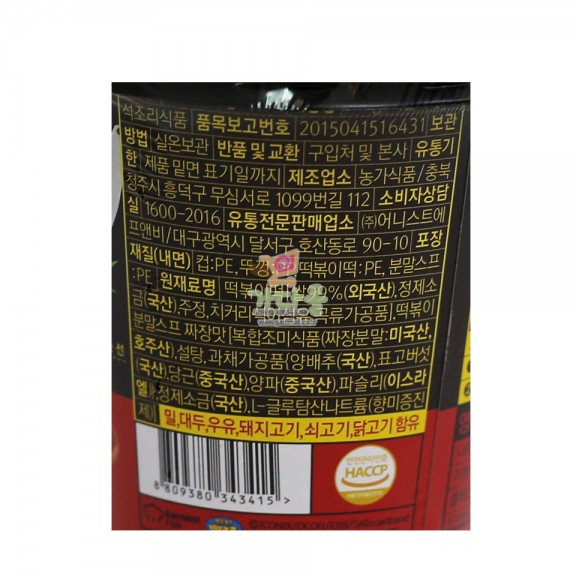 석조리식품 품목보고번호 2015041516431 보관
방법 실온보관 반품 및 교환 구입처 및 본사 유통기
한 제품 밑면 표기일까지 제조업소 농가식품/충북
청주시 흥덕구 무심서로 1099번길 112 소비자상담
실 1600-2016 유통전문판매업소 ㈜어니스트에
프앤비/대구광역시 달서구 호산동로 90-10 포장
재질(내면) 컵:PE, 뚜껑 떡볶이떡:PE, 분말스프
:PE, 원재료명 떡볶이떡 쌀99%(외국산), 정제소
금(국산), 주정, 치커리 곡류가공품), 떡볶이
분말스프 짜장맛 [복합조미식품(짜장분말:미국산,
호주산), 설탕, 과채가공품(양배추(국산), 표고버섯
(국산), 당근(중국산), 양파(중국산), 파슬리(이스라
엘), 정제소금(국산), L-글루탐산나트륨(향미증진
제)
밀, 대두, 우유, 돼지고기, 쇠고기, 닭고기 함유
HACCP
8 809380 343415 >
Earnest
©ICONIX/OCON/EBS/SKbroadband